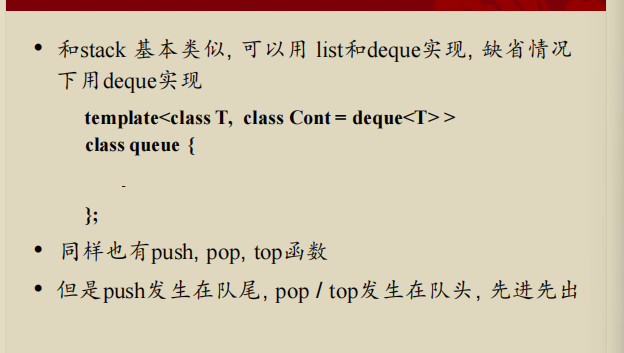 • 和stack 基本类似, 可以用 list和deque实现, 缺省情况
下用deque实现
template<class T, class Cont = deque<T> >
class queue {
-
};
• 同样也有push, pop, top函数
• 但是push发生在队尾, pop / top发生在队头, 先进先出